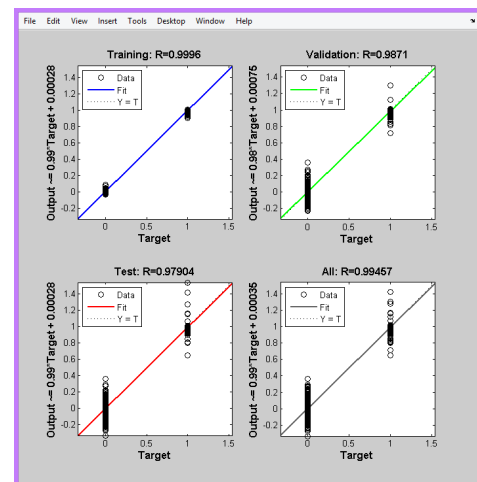 File Edit View Insert Tools Desktop Window Help
Training: R=0.9996
Output ~= 0.99*Target + 0.00028
Data
Fit
Y = T
1.4
1.2
1
0.8
0.6
0.4
0.2
0
-0.2
0 0.5 1 1.5
Target
Validation: R=0.9871
Output ~= 0.98*Target + 0.00075
Data
Fit
Y = T
1.4
1.2
1
0.8
0.6
0.4
0.2
0
-0.2
0 0.5 1 1.5
Target
Test: R=0.97904
Output ~= 0.99*Target + 0.00028
Data
Fit
Y = T
1.4
1.2
1
0.8
0.6
0.4
0.2
0
-0.2
0 0.5 1 1.5
Target
All: R=0.99457
Output ~= 0.99*Target + 0.00035
Data
Fit
Y = T
1.4
1.2
1
0.8
0.6
0.4
0.2
0
-0.2
0 0.5 1 1.5
Target